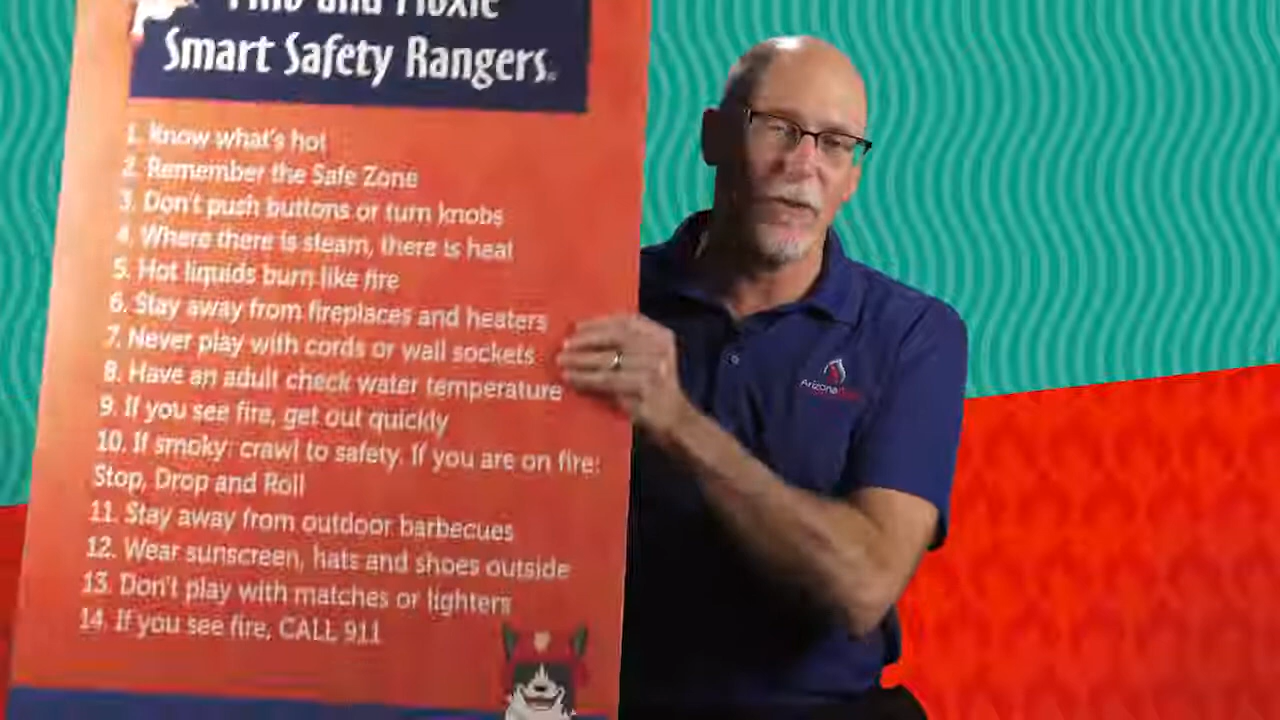 and
Smart Safety Rangers.
1. Know what's hot
2. Remember the Safe Zone
3. Don't push buttons or turn knobs
4. Where there is steam, there is heat
5. Hot liquids burn like fire
6. Stay away from fireplaces and heaters
7. Never play with cords or wall sockets
8. Have an adult check water temperature
9. If you see fire, get out quickly
10. If smoky: crawl to safety. If you are on fire:
Stop, Drop and Roll
11. Stay away from outdoor barbecues
12. Wear sunscreen, hats and shoes outside
13. Don't play with matches or lighters
14. If you see fire, CALL 911
Arizona